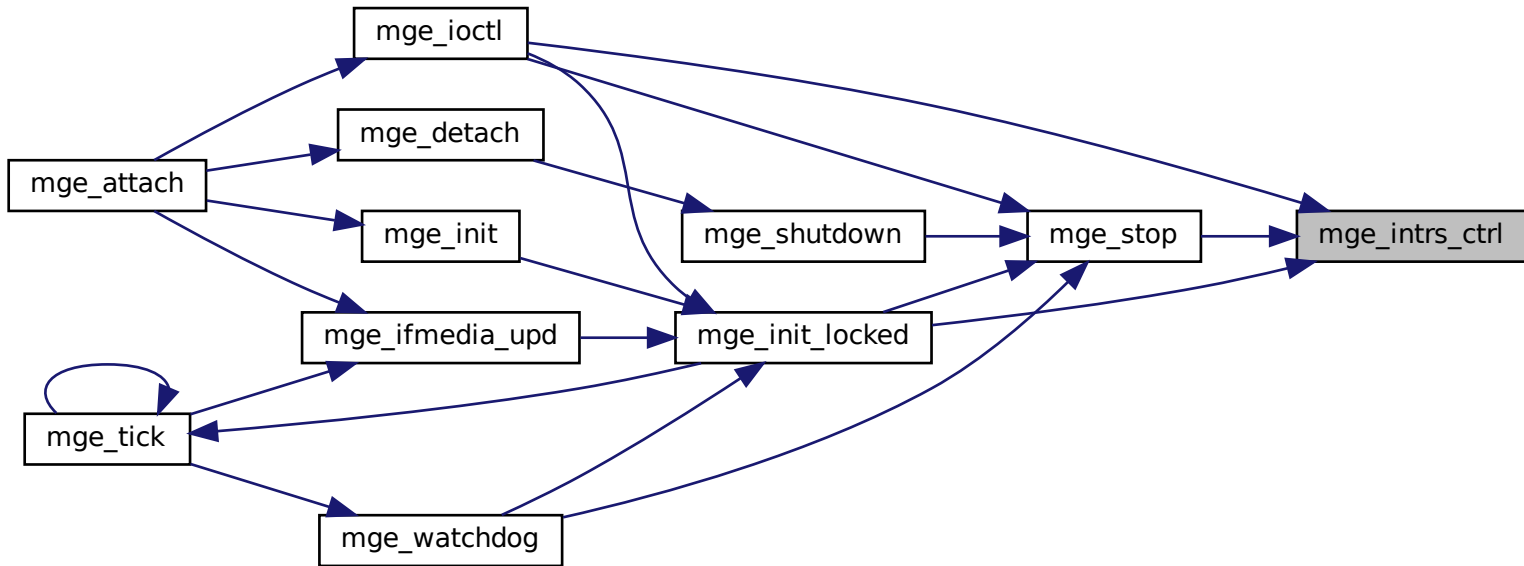 mge_ioctl
mge_detach
mge_attach
mge_init
mge_shutdown
mge_stop
mge_intrs_ctrl
mge_ifmedia_upd
mge_init_locked
mge_tick
mge_watchdog